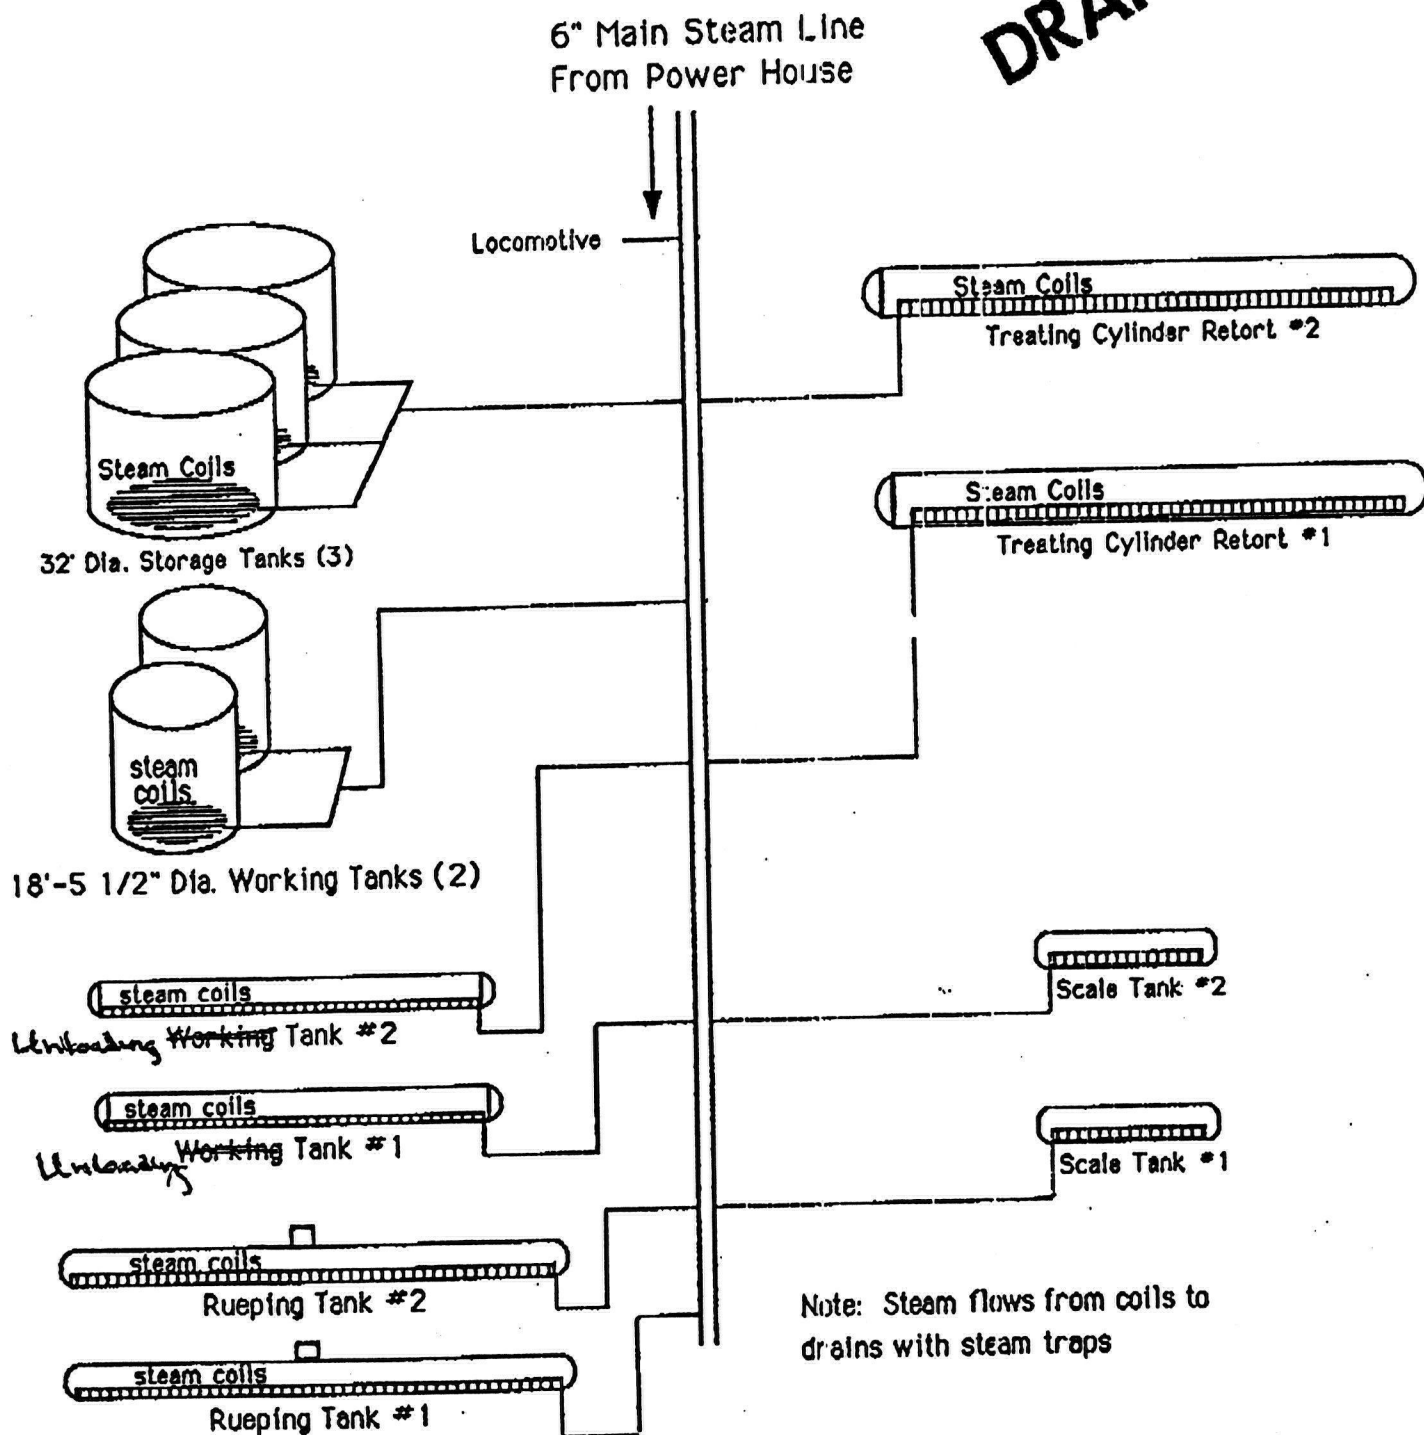 6" Main Steam Line
From Power House
Locomotive
Steam Coils
Treating Cylinder Retort #2
Steam Coils
32' Dia. Storage Tanks (3)
Steam Coils
Treating Cylinder Retort #1
steam
coils
18'-5 1/2" Dia. Working Tanks (2)
steam coils
Unloading Working Tank #2
Scale Tank #2
steam coils
Unloading Working Tank #1
Scale Tank #1
steam coils
Rueping Tank #2
Note: Steam flows from coils to
drains with steam traps
steam coils
Rueping Tank #1